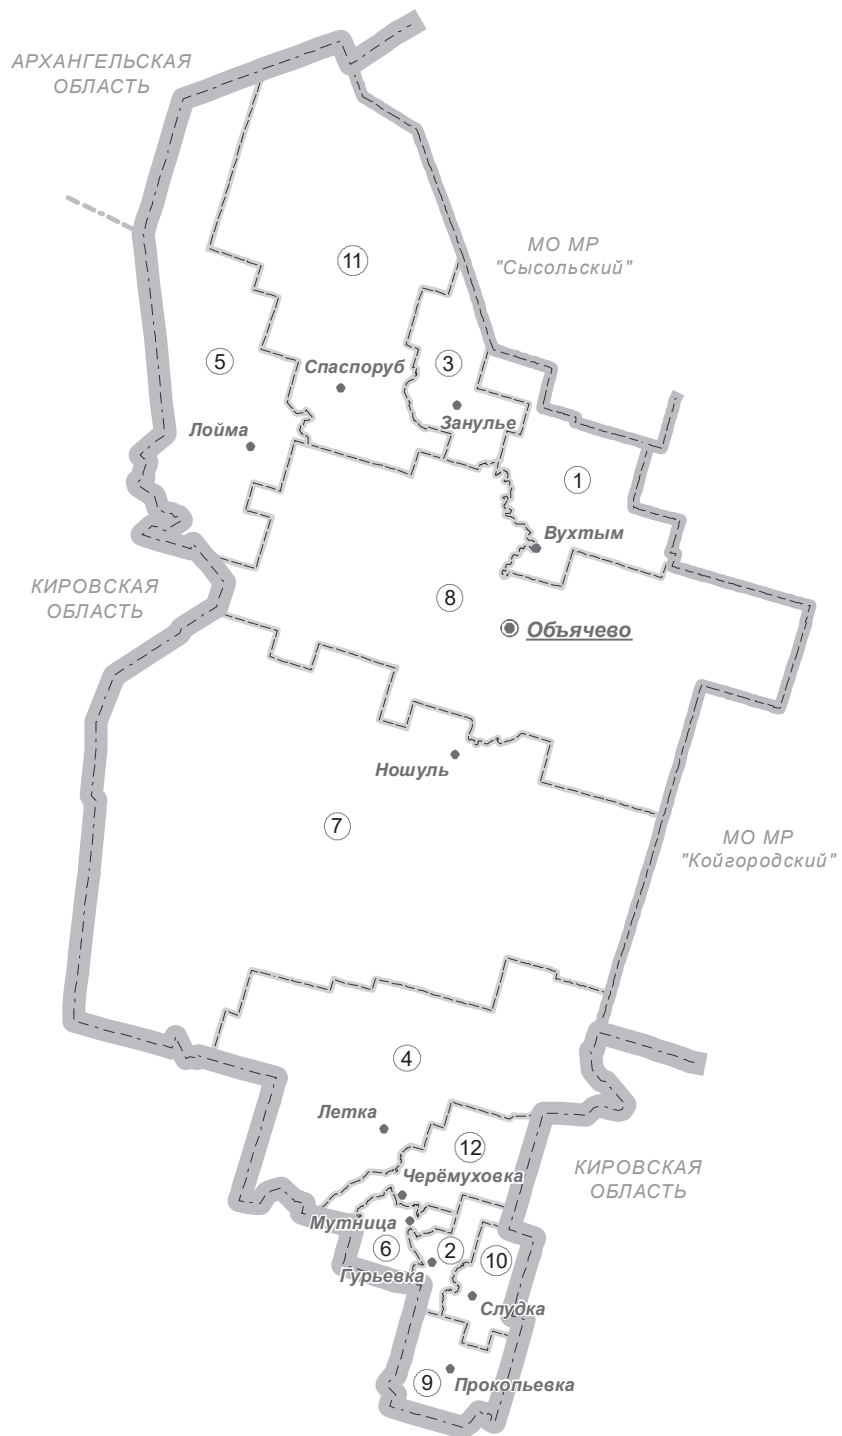 АРХАНГЕЛЬСКАЯ
ОБЛАСТЬ
МО МР
"Сысольский"
11
5
3
Спаспоруб
Занулье
Лойма
1
Вухтым
КИРОВСКАЯ
ОБЛАСТЬ
8
Объячево
Ношуль
7
МО МР
"Койгородский"
4
Летка
12
КИРОВСКАЯ
ОБЛАСТЬ
Черёмуховка
Мутница
6
2
10
Гурьевка
Слудка
9
Прокопьевка